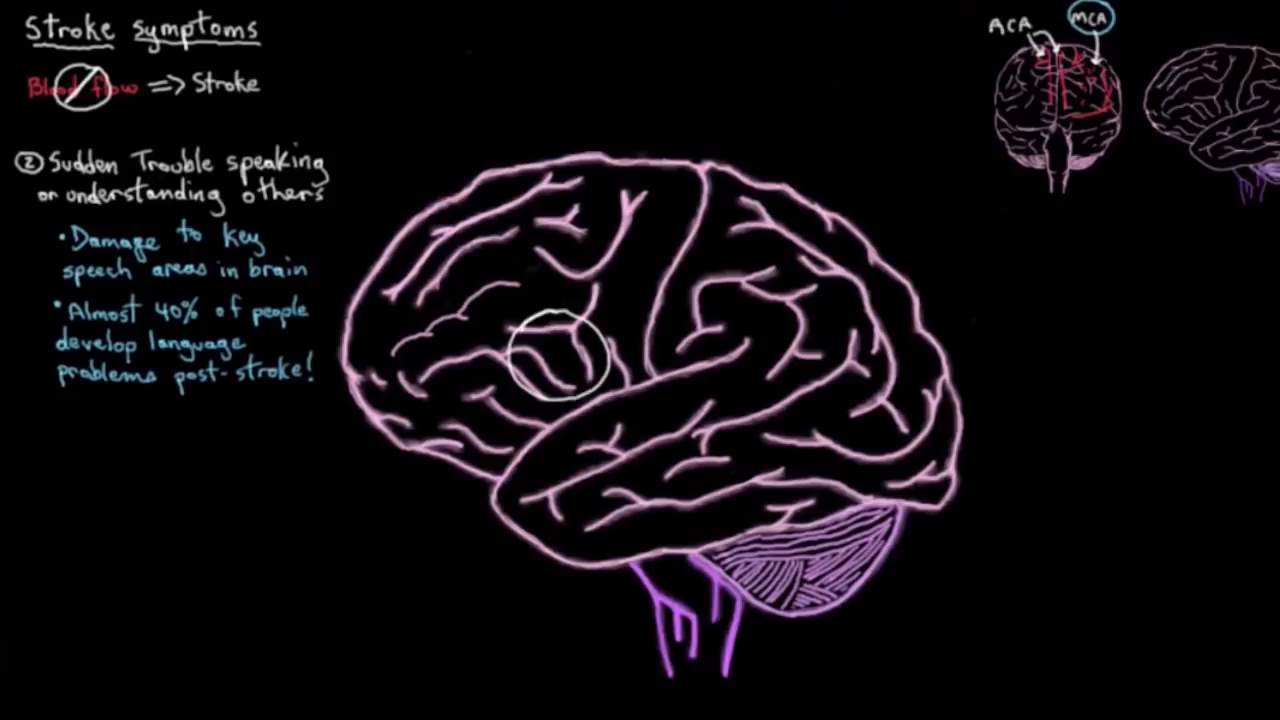 Stroke symptoms
Blood flow => Stroke
② Sudden Trouble speaking
or understanding others
• Damage to key
speech areas in brain
• Almost 40% of people
develop language
problems post-stroke!
ACA
MCA